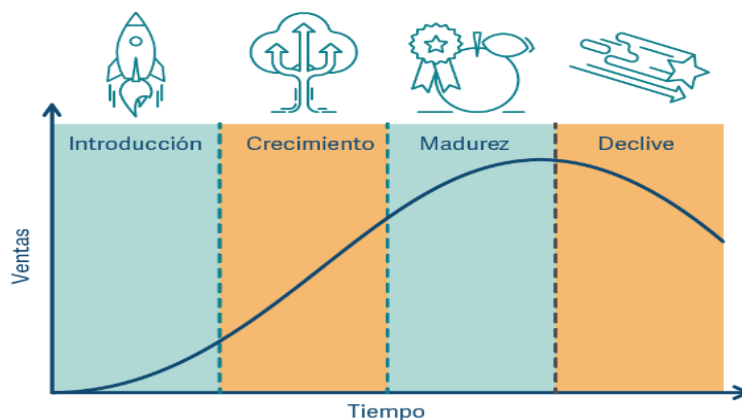 Introducción
Crecimiento
Madurez
Declive
Ventas
Tiempo